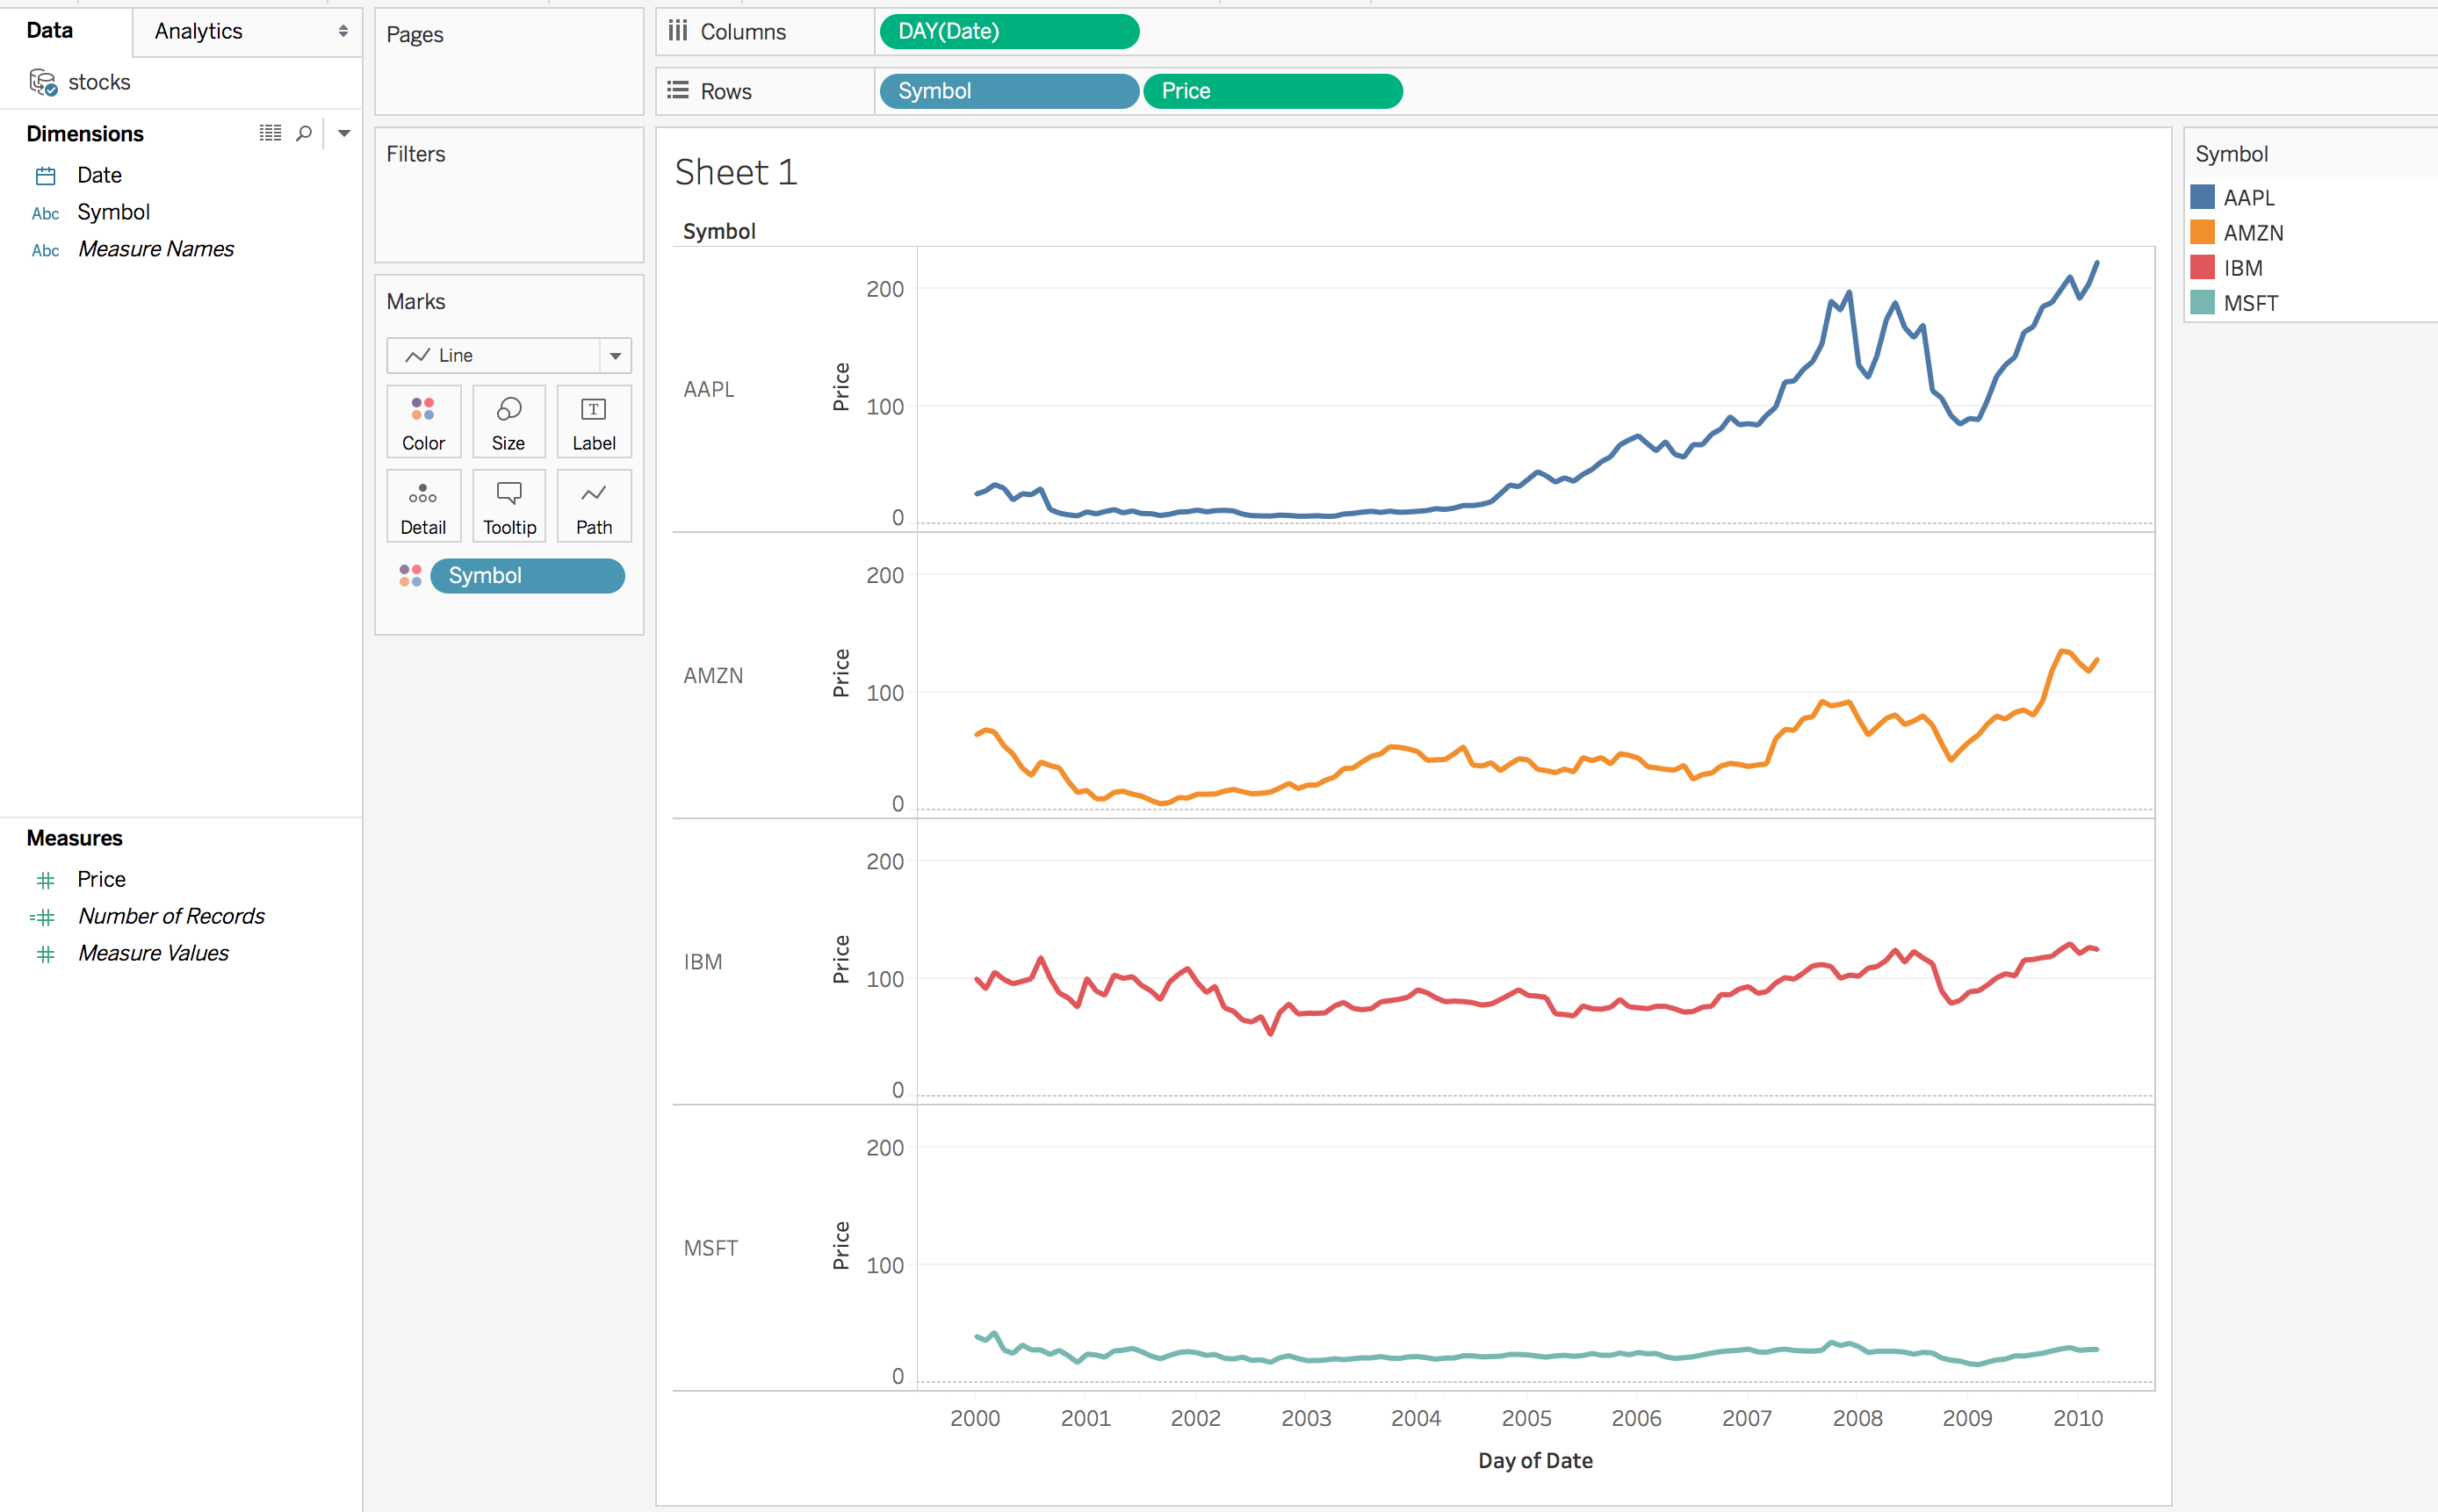 Data
Analytics
stocks
Dimensions
Date
Abc Symbol
Abc Measure Names
Measures
Price
Number of Records
Measure Values
Pages
Filters
Marks
Line
Color Size T Label
Detail Tooltip Path
Symbol
Columns DAY(Date)
Rows Symbol Price
Sheet 1
Symbol
AAPL Price 200 100 0
AMZN Price 200 100 0
IBM Price 200 100 0
MSFT Price 200 100 0
2000 2001 2002 2003 2004 2005 2006 2007 2008 2009 2010
Day of Date
Symbol
AAPL
AMZN
IBM
MSFT